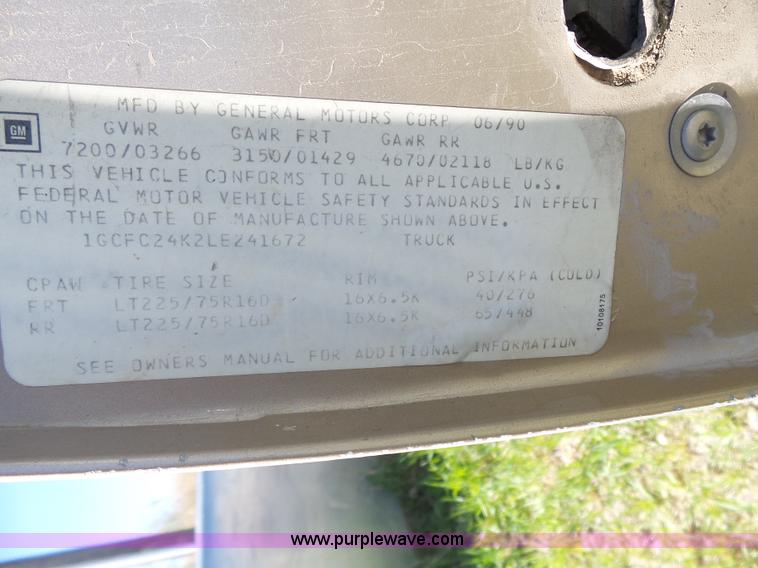 MFD BY GENERAL MOTORS CORP 06/90
GM
GVWR GAWR FRT GAWR RR
7200/03266 3150/01429 4670/02118 LB/KG
THIS VEHICLE CONFORMS TO ALL APPLICABLE U.S.
FEDERAL MOTOR VEHICLE SAFETY STANDARDS IN EFFECT
ON THE DATE OF MANUFACTURE SHOWN ABOVE.
1GCFC24K2LE241672 TRUCK
CPAW TIRE SIZE RIM PSI/KPA (COLD)
FRT LT225/75R16D 16X6.5K 40/276
RR LT225/75R16D 16X6.5K 65/448
SEE OWNERS MANUAL FOR ADDITIONAL INFORMATION
10108175
www.purplewave.com